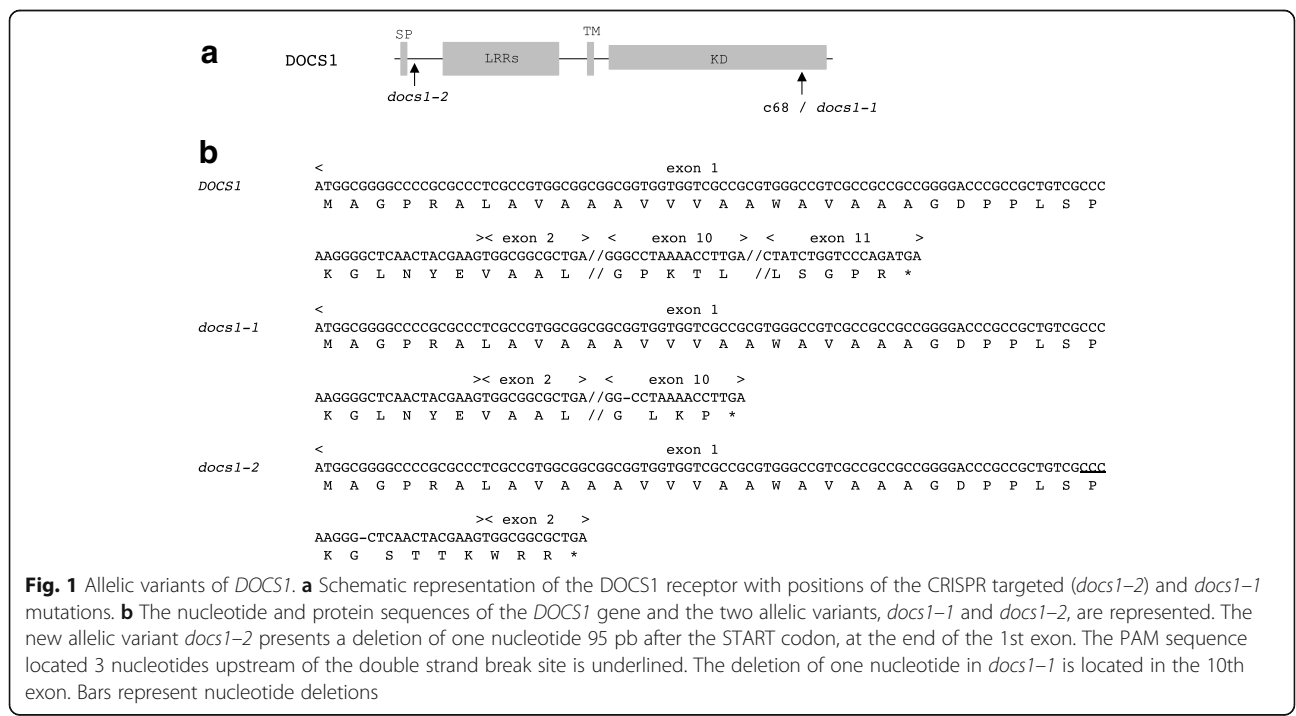 a
SP TM
DOCS1 LRRs KD
docs1-2
c68 / docs1-1
b
< exon 1
DOCS1 ATGGCGGGGCCCCGCGCCCTCGCCGTGGCGGCGGCGGTGGTGGTCGCCGCGTGGGCCGTCGCCGCCGCCGGGGACCCGCCGCTGTCGCCC
M A G P R A L A V A A A V V V A A W A V A A A G D P P L S P
>< exon 2 > < exon 10 > < exon 11 >
AAGGGGCTCAACTACGAAGTGGCGGCGCTGA//GGGCCTAAAACCTTGA//CTATCTGGTCCCAGATGA
K G L N Y E V A A L //G P K T L //L S G P R *
< exon 1
docs1-1 ATGGCGGGGCCCCGCGCCCTCGCCGTGGCGGCGGCGGTGGTGGTCGCCGCGTGGGCCGTCGCCGCCGCCGGGGACCCGCCGCTGTCGCCC
M A G P R A L A V A A A V V V A A W A V A A A G D P P L S P
>< exon 2 > < exon 10 >
AAGGGGCTCAACTACGAAGTGGCGGCGCTGA//GG-CCTAAAACCTTGA
K G L N Y E V A A L // G L K P *
< exon 1
docs1-2 ATGGCGGGGCCCCGCGCCCTCGCCGTGGCGGCGGCGGTGGTGGTCGCCGCGTGGGCCGTCGCCGCCGCCGGGGACCCGCCGCTGTCGCCC
M A G P R A L A V A A A V V V A A W A V A A A G D P P L S P
>< exon 2 >
AAGGG-CTCAACTACGAAGTGGCGGCGCTGA
K G S T T K W R R *
Fig. 1 Allelic variants of DOCS1. a Schematic representation of the DOCS1 receptor with positions of the CRISPR targeted (docs1–2) and docs1–1
mutations. b The nucleotide and protein sequences of the DOCS1 gene and the two allelic variants, docs1–1 and docs1–2, are represented. The
new allelic variant docs1–2 presents a deletion of one nucleotide 95 pb after the START codon, at the end of the 1st exon. The PAM sequence
located 3 nucleotides upstream of the double strand break site is underlined. The deletion of one nucleotide in docs1–1 is located in the 10th
exon. Bars represent nucleotide deletions